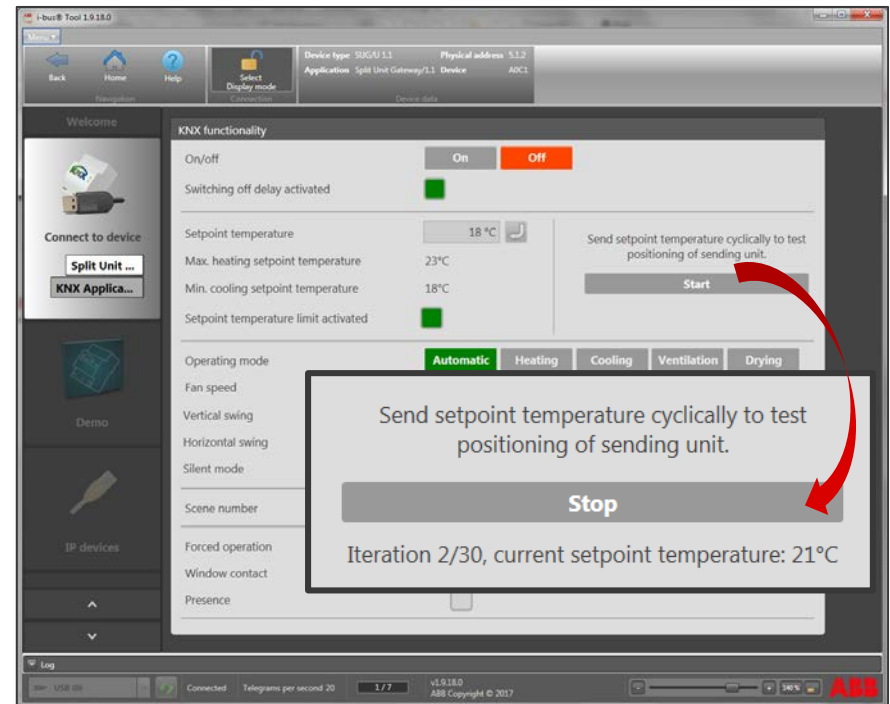 i-bus® Tool 1.9.18.0
Menu
Back
Home
Help
Select
Display mode
Navigation
Connection
Device type SUG/U 1.1 Physical address 5.1.2
Application Split Unit Gateway/1.1 Device A0C1
Device data
Welcome
Connect to device
Split Unit ...
KNX Applica...
Demo
IP devices
KNX functionality
On/off On Off
Switching off delay activated
Setpoint temperature 18 °C
Max. heating setpoint temperature 23°C
Min. cooling setpoint temperature 18°C
Setpoint temperature limit activated
Send setpoint temperature cyclically to test
positioning of sending unit.
Start
Operating mode Automatic Heating Cooling Ventilation Drying
Fan speed
Vertical swing
Horizontal swing
Silent mode
Scene number
Forced operation
Window contact
Presence
Send setpoint temperature cyclically to test
positioning of sending unit.
Stop
Iteration 2/30, current setpoint temperature: 21°C
Log
Connected Telegrams per second 20 1/7
v1.9.18.0
ABB Copyright © 2017
ABB